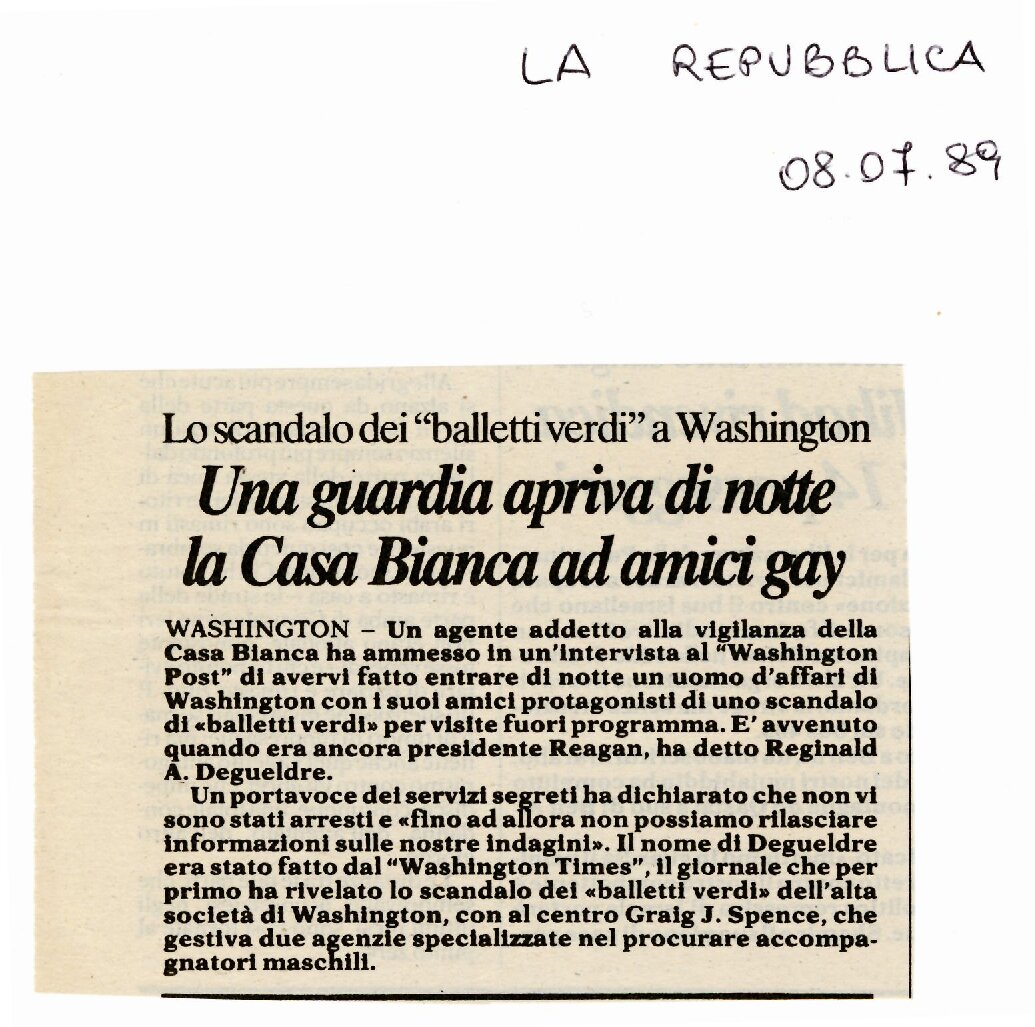 LA REPUBBLICA
08.07.89
Lo scandalo dei “balletti verdi” a Washington
Una guardia apriva di notte
la Casa Bianca ad amici gay
WASHINGTON – Un agente addetto alla vigilanza della
Casa Bianca ha ammesso in un'intervista al “Washington
Post” di avervi fatto entrare di notte un uomo d'affari di
Washington con i suoi amici protagonisti di uno scandalo
di «balletti verdi» per visite fuori programma. E' avvenuto
quando era ancora presidente Reagan, ha detto Reginald
A. Degueldre.
Un portavoce dei servizi segreti ha dichiarato che non vi
sono stati arresti e «fino ad allora non possiamo rilasciare
informazioni sulle nostre indagini». Il nome di Degueldre
era stato fatto dal “Washington Times”, il giornale che per
primo ha rivelato lo scandalo dei «balletti verdi» dell'alta
società di Washington, con al centro Graig J. Spence, che
gestiva due agenzie specializzate nel procurare accompa-
gnatori maschili.